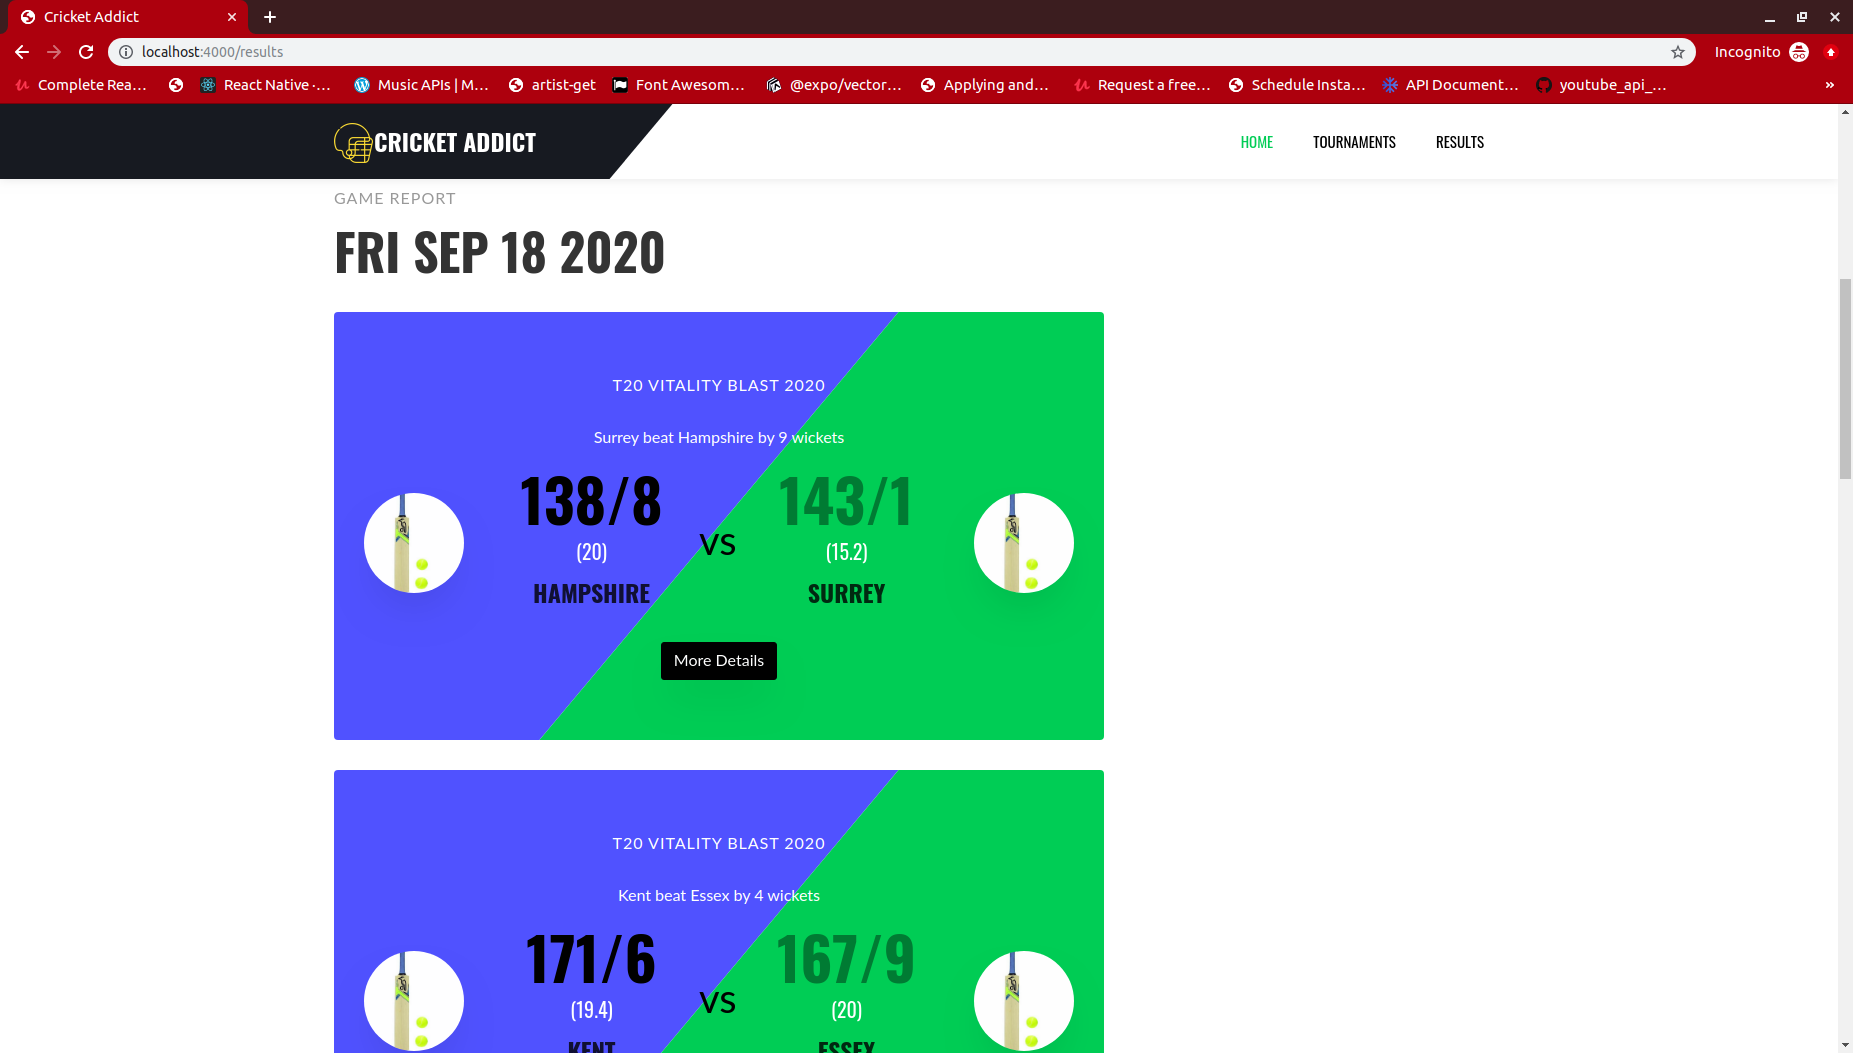 Cricket Addict
localhost:4000/results
Incognito
Complete Rea...
React Native ·...
Music APIs | M...
artist-get
Font Awesom...
@expo/vector...
Applying and...
Request a free...
Schedule Insta...
API Document...
youtube_api_...
»
CRICKET ADDICT
HOME
TOURNAMENTS
RESULTS
GAME REPORT
FRI SEP 18 2020
T20 VITALITY BLAST 2020
Surrey beat Hampshire by 9 wickets
138/8
(20)
HAMPSHIRE
VS
143/1
(15.2)
SURREY
More Details
T20 VITALITY BLAST 2020
Kent beat Essex by 4 wickets
171/6
(19.4)
KENT
VS
167/9
(20)
ESSEX